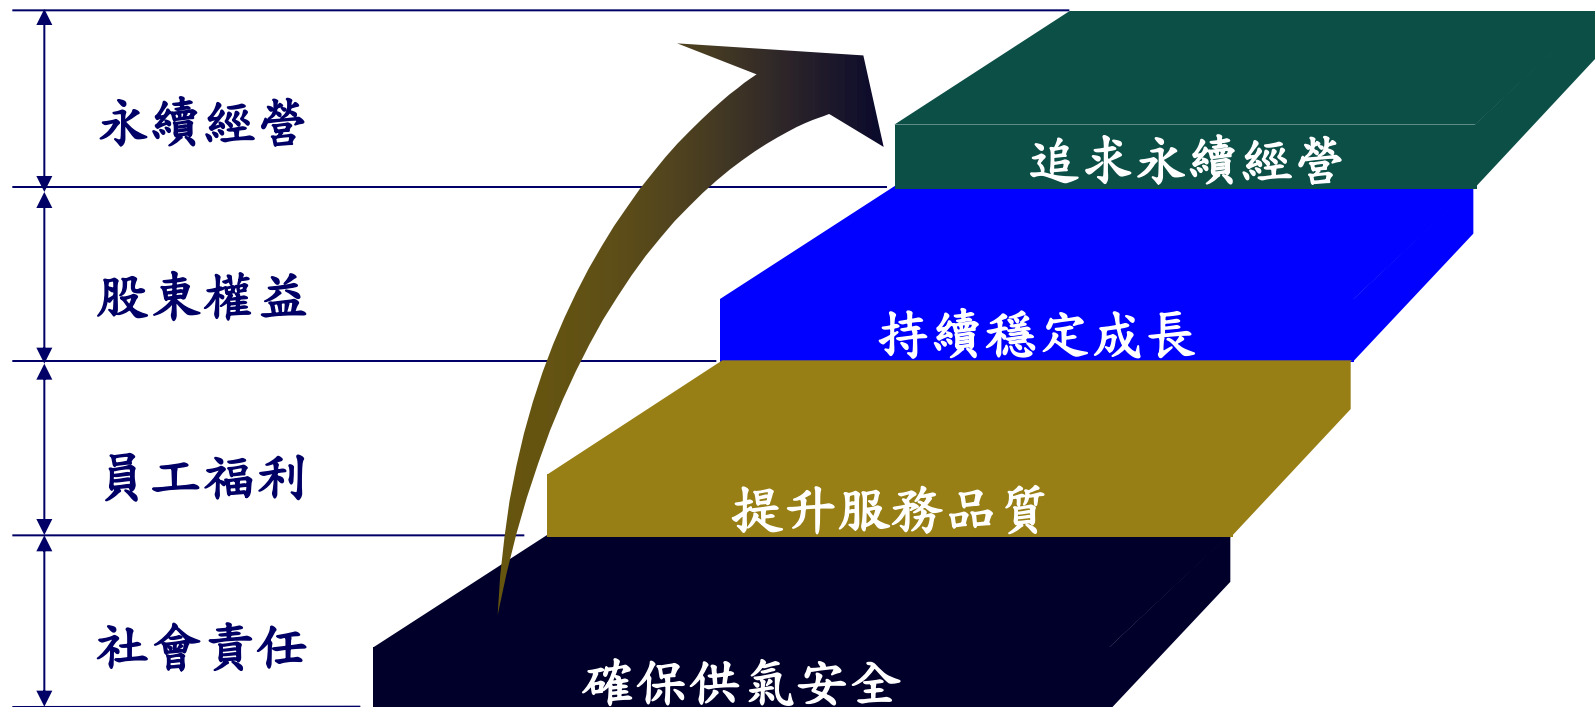 永續經營
追求永續經營
股東權益
持續穩定成長
員工福利
提升服務品質
社會責任
確保供氣安全